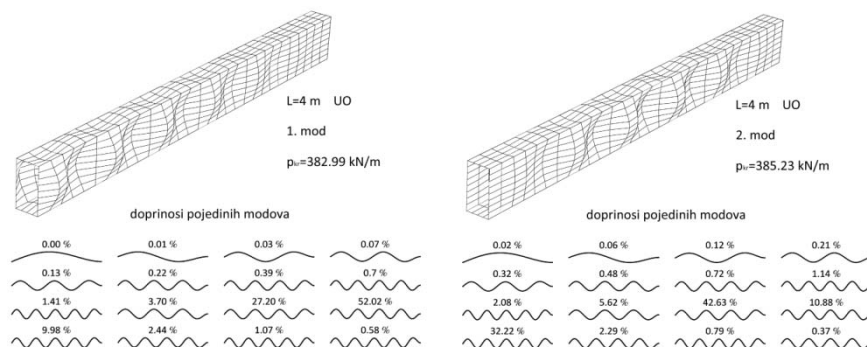 L=4 m UO
1. mod
pkr=382.99 kN/m
doprinosi pojedinih modova
0.00 % 0.01 % 0.03 % 0.07 %
0.13 % 0.22 % 0.39 % 0.7 %
1.41 % 3.70 % 27.20 % 52.02 %
9.98 % 2.44 % 1.07 % 0.58 %
L=4 m UO
2. mod
pkr=385.23 kN/m
doprinosi pojedinih modova
0.02 % 0.06 % 0.12 % 0.21 %
0.32 % 0.48 % 0.72 % 1.14 %
2.08 % 5.62 % 42.63 % 10.88 %
32.22 % 2.29 % 0.79 % 0.37 %